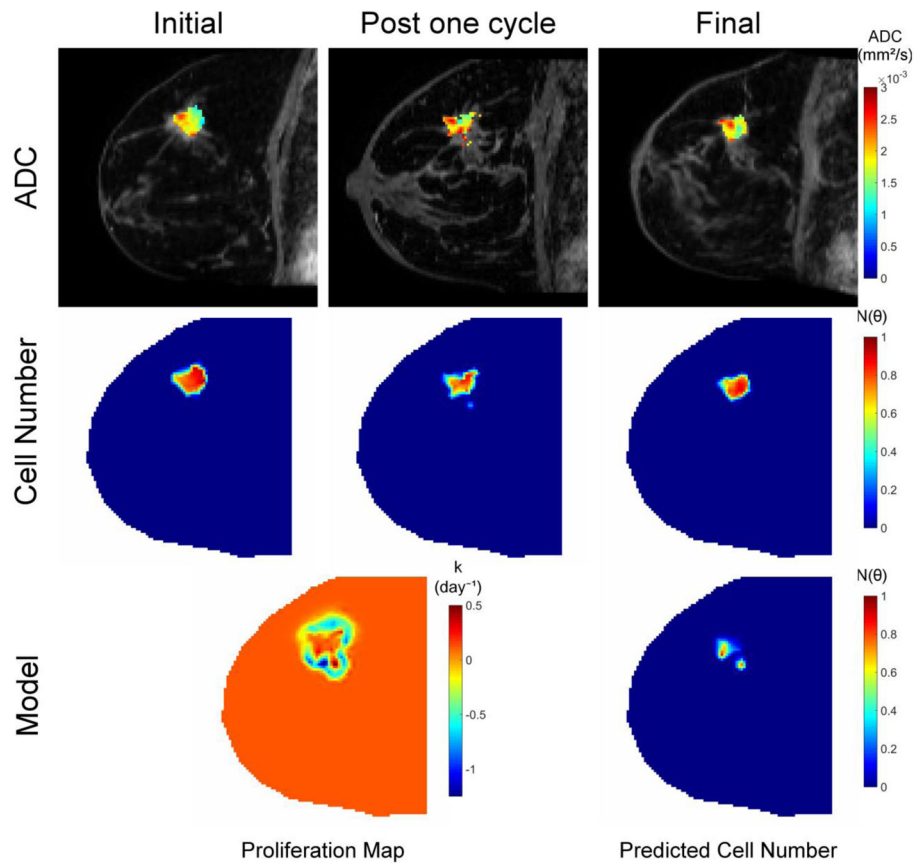 Initial
Post one cycle
Final
ADC
(mm²/s)
×10⁻³
3
2.5
2
1.5
1
0.5
0
ADC
N(θ)
1
0.8
0.6
0.4
0.2
0
Cell Number
k
(day⁻¹)
0.5
0
-0.5
-1
N(θ)
1
0.8
0.6
0.4
0.2
0
Model
Proliferation Map
Predicted Cell Number